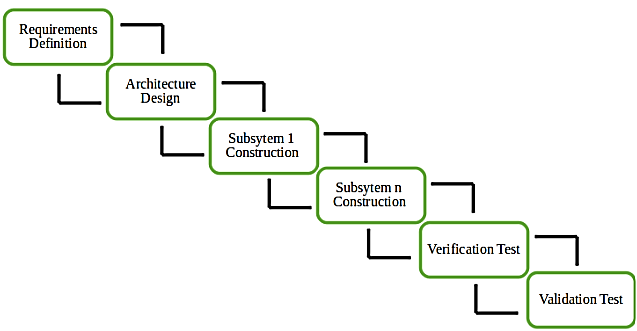 Requirements
Definition
Architecture
Design
Subsytem 1
Construction
Subsytem n
Construction
Verification Test
Validation Test